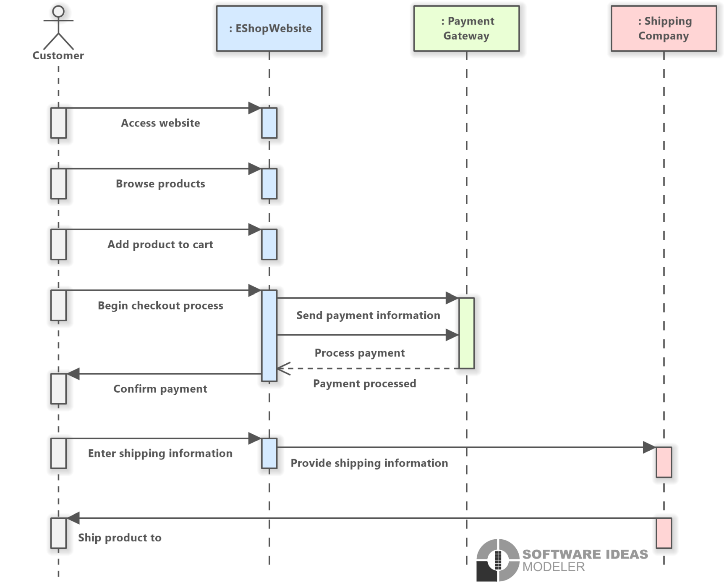 Customer
: EShopWebsite
: Payment
Gateway
: Shipping
Company
Access website
Browse products
Add product to cart
Begin checkout process
Send payment information
Process payment
Payment processed
Confirm payment
Enter shipping information
Provide shipping information
Ship product to
SOFTWARE IDEAS
MODELER